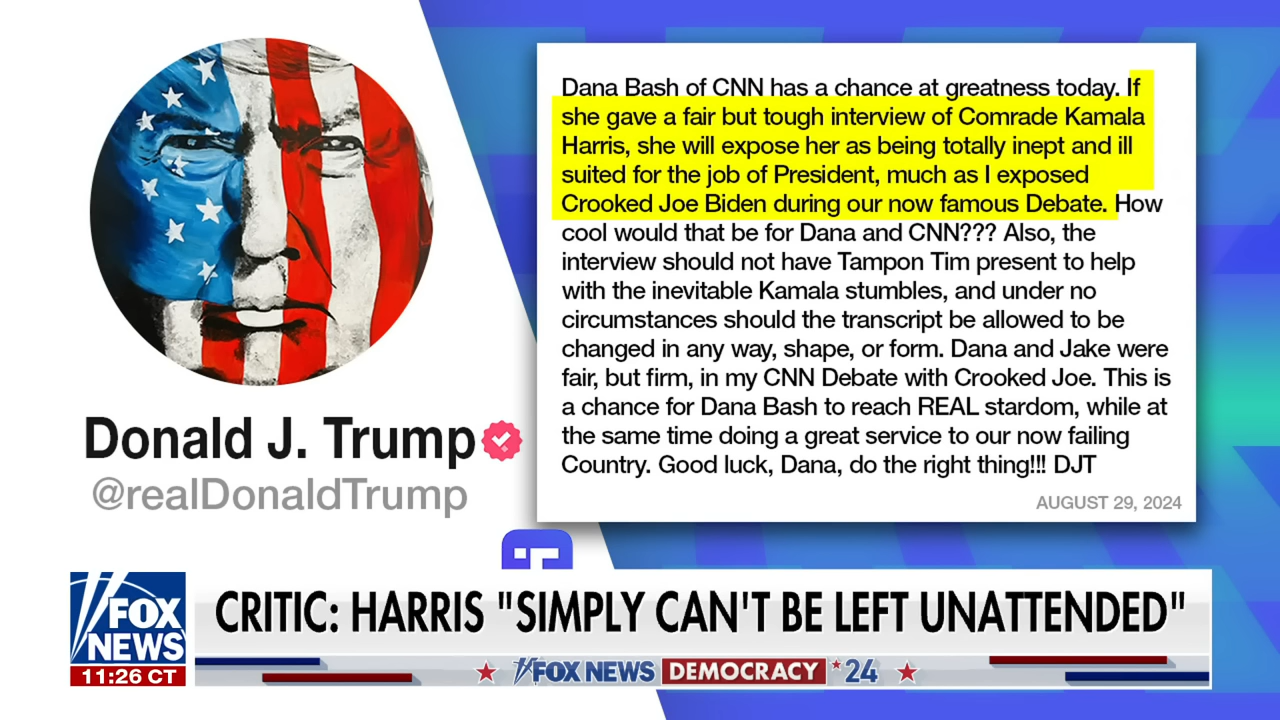 Dana Bash of CNN has a chance at greatness today. If
she gave a fair but tough interview of Comrade Kamala
Harris, she will expose her as being totally inept and ill
suited for the job of President, much as I exposed
Crooked Joe Biden during our now famous Debate. How
cool would that be for Dana and CNN??? Also, the
interview should not have Tampon Tim present to help
with the inevitable Kamala stumbles, and under no
circumstances should the transcript be allowed to be
changed in any way, shape, or form. Dana and Jake were
fair, but firm, in my CNN Debate with Crooked Joe. This is
a chance for Dana Bash to reach REAL stardom, while at
the same time doing a great service to our now failing
Country. Good luck, Dana, do the right thing!!! DJT
AUGUST 29, 2024
Donald J. Trump
@realDonaldTrump
FOX
NEWS
11:26 CT
CRITIC: HARRIS "SIMPLY CAN'T BE LEFT UNATTENDED"
FOX NEWS DEMOCRACY '24